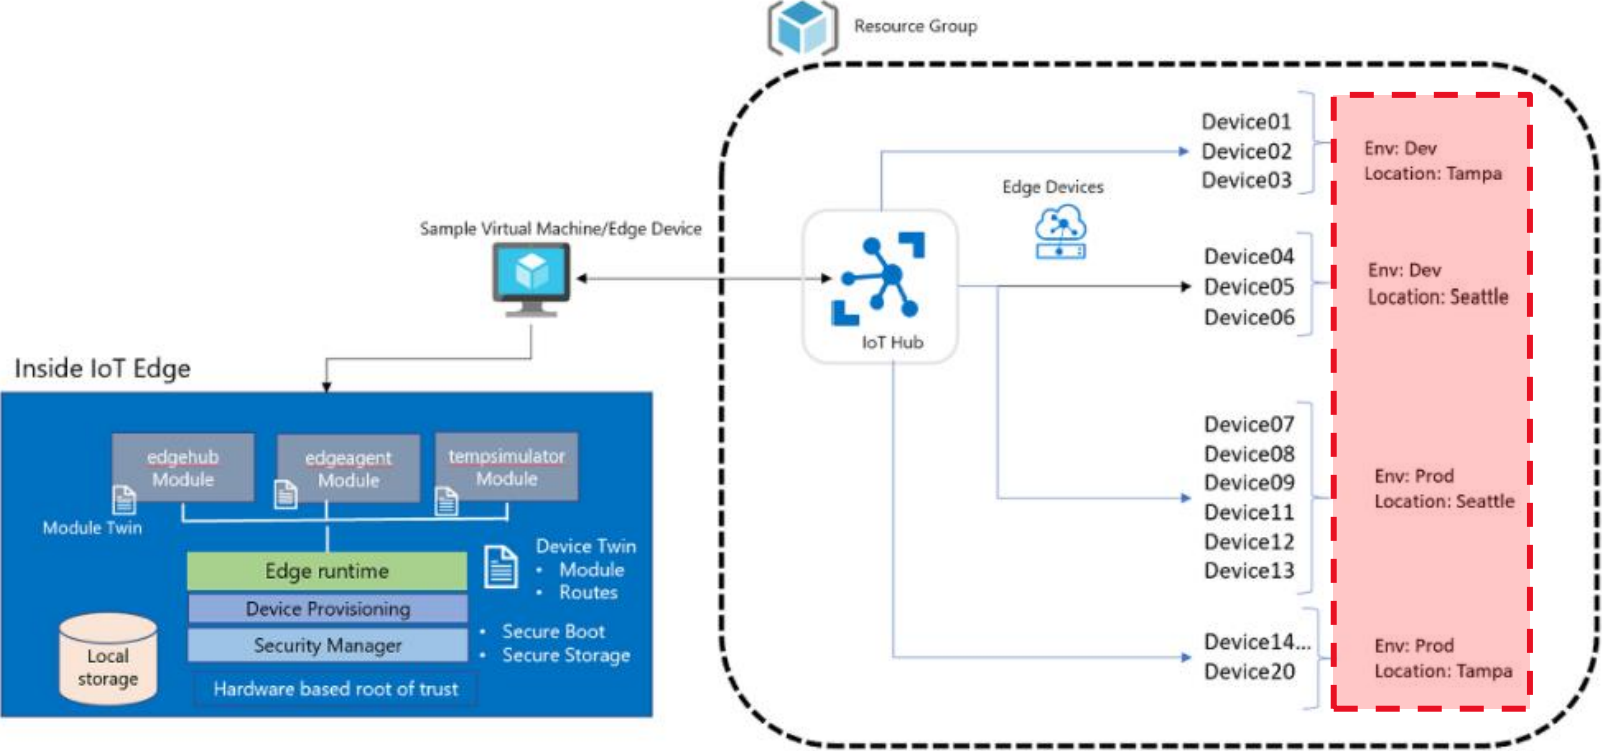 Resource Group
Device01
Device02
Device03
Env: Dev
Location: Tampa
Edge Devices
Sample Virtual Machine/Edge Device
Device04
Device05
Device06
Env: Dev
Location: Seattle
IoT Hub
Inside IoT Edge
edgehub
Module
edgeagent
Module
tempsimulator
Module
Module Twin
Device Twin
• Module
• Routes
Edge runtime
Device Provisioning
Security Manager
• Secure Boot
• Secure Storage
Local
storage
Hardware based root of trust
Device07
Device08
Device09
Device11
Device12
Device13
Env: Prod
Location: Seattle
Device14...
Device20
Env: Prod
Location: Tampa